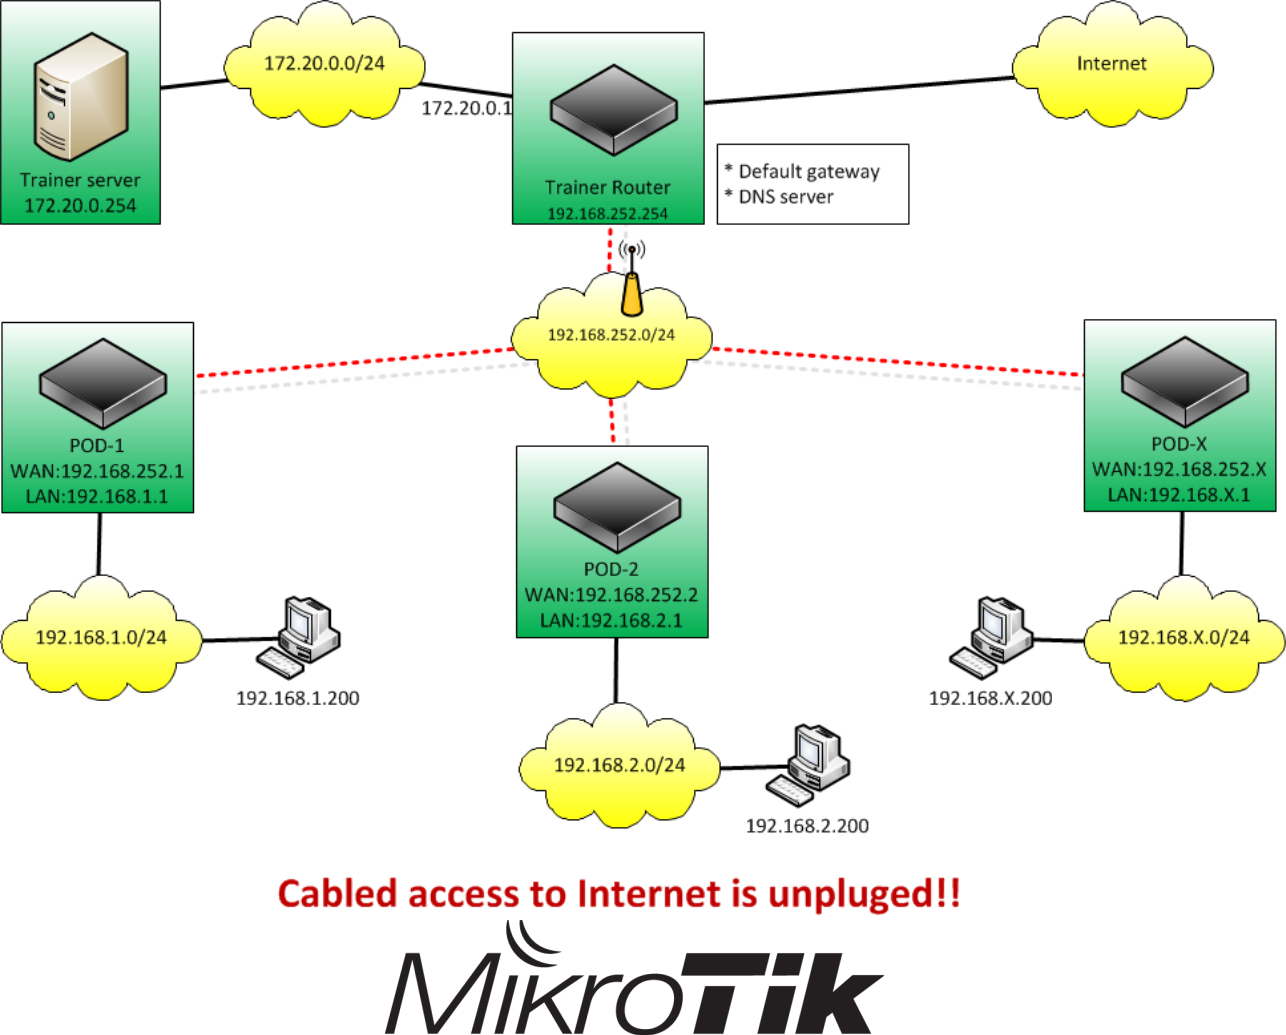 172.20.0.0/24
Internet
172.20.0.1
Trainer server
172.20.0.254
Trainer Router
192.168.252.254
* Default gateway
* DNS server
192.168.252.0/24
POD-1
WAN:192.168.252.1
LAN:192.168.1.1
POD-2
WAN:192.168.252.2
LAN:192.168.2.1
POD-X
WAN:192.168.252.X
LAN:192.168.X.1
192.168.1.0/24
192.168.1.200
192.168.2.0/24
192.168.2.200
192.168.X.0/24
192.168.X.200
Cabled access to Internet is unpluged!!
MikroTik